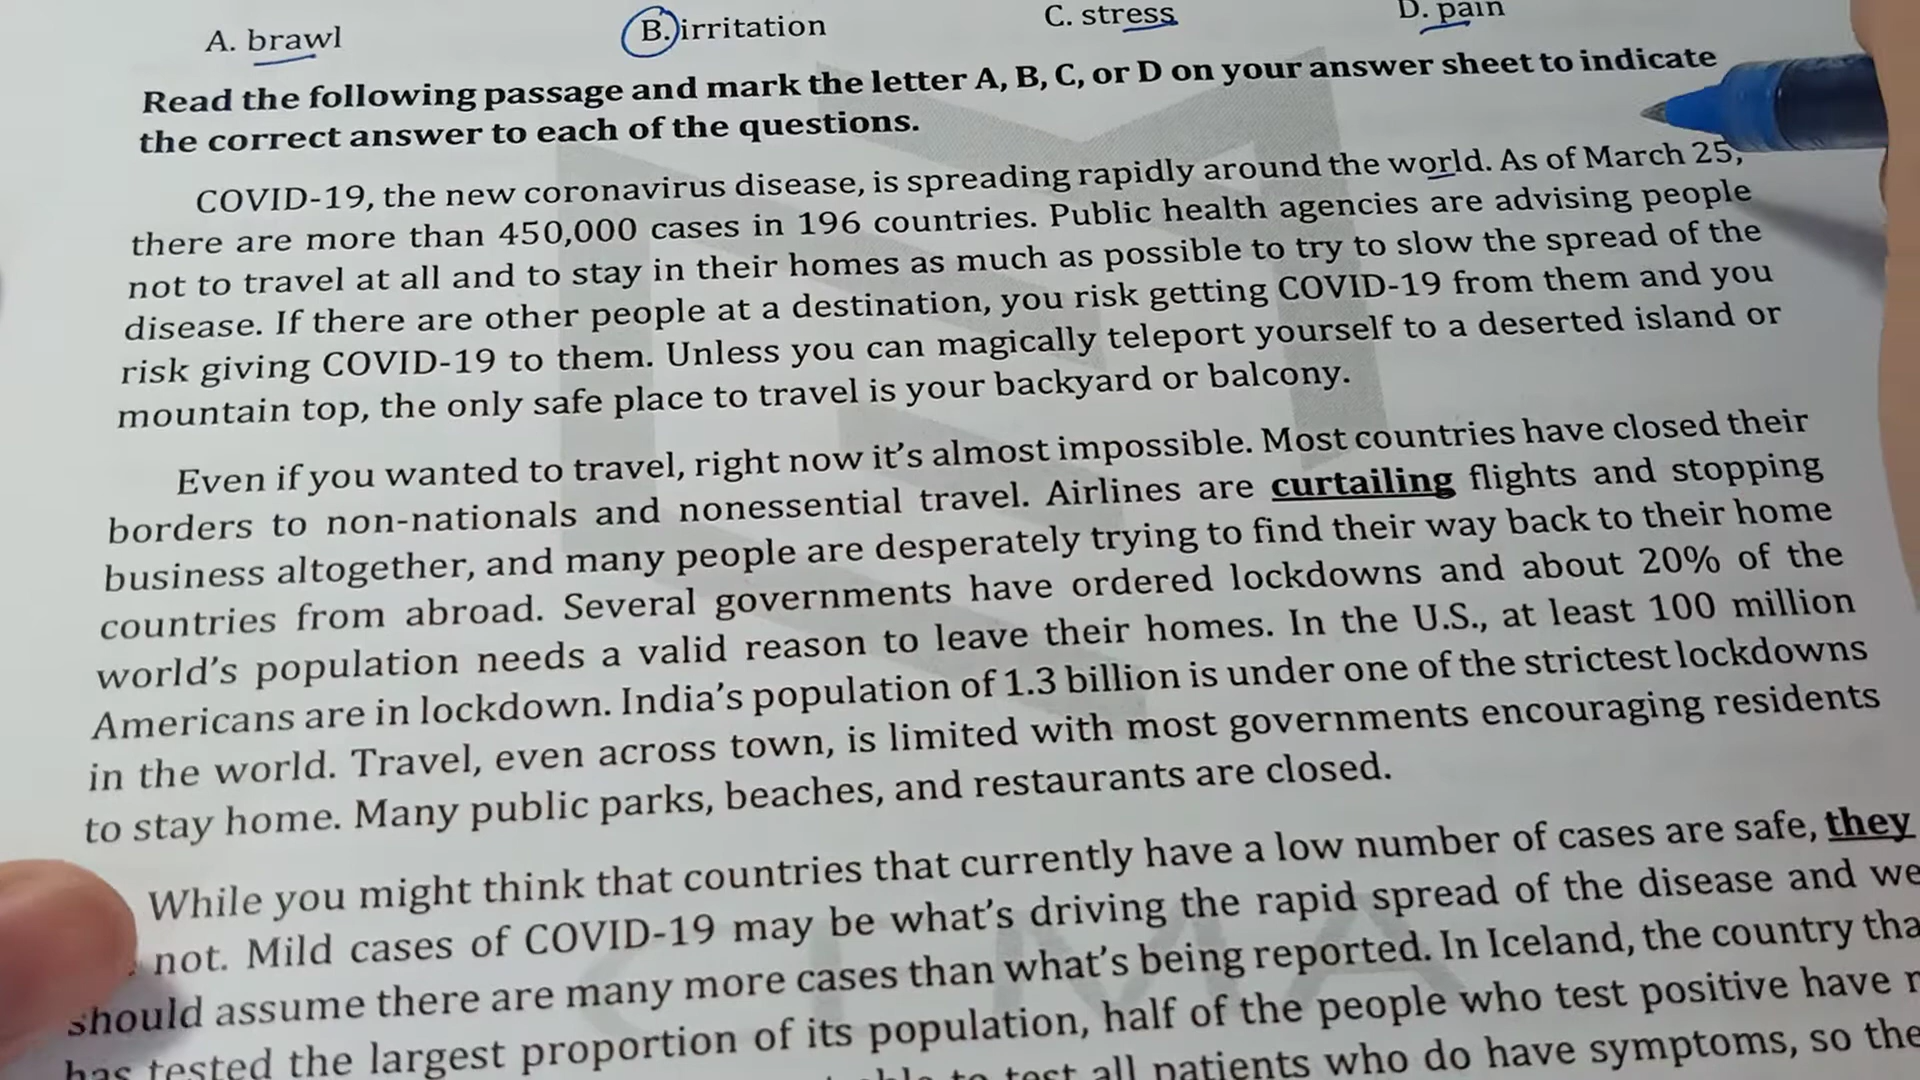 A. brawl B. irritation C. stress D. pain
Read the following passage and mark the letter A, B, C, or D on your answer sheet to indicate
the correct answer to each of the questions.
COVID-19, the new coronavirus disease, is spreading rapidly around the world. As of March 25,
there are more than 450,000 cases in 196 countries. Public health agencies are advising people
not to travel at all and to stay in their homes as much as possible to try to slow the spread of the
disease. If there are other people at a destination, you risk getting COVID-19 from them and you
risk giving COVID-19 to them. Unless you can magically teleport yourself to a deserted island or
mountain top, the only safe place to travel is your backyard or balcony.
Even if you wanted to travel, right now it's almost impossible. Most countries have closed their
borders to non-nationals and nonessential travel. Airlines are curtailing flights and stopping
business altogether, and many people are desperately trying to find their way back to their home
countries from abroad. Several governments have ordered lockdowns and about 20% of the
world's population needs a valid reason to leave their homes. In the U.S., at least 100 million
Americans are in lockdown. India's population of 1.3 billion is under one of the strictest lockdowns
in the world. Travel, even across town, is limited with most governments encouraging residents
to stay home. Many public parks, beaches, and restaurants are closed.
While you might think that countries that currently have a low number of cases are safe, they
not. Mild cases of COVID-19 may be what's driving the rapid spread of the disease and we
should assume there are many more cases than what's being reported. In Iceland, the country tha
has tested the largest proportion of its population, half of the people who test positive have
to test all patients who do have symptoms, so the